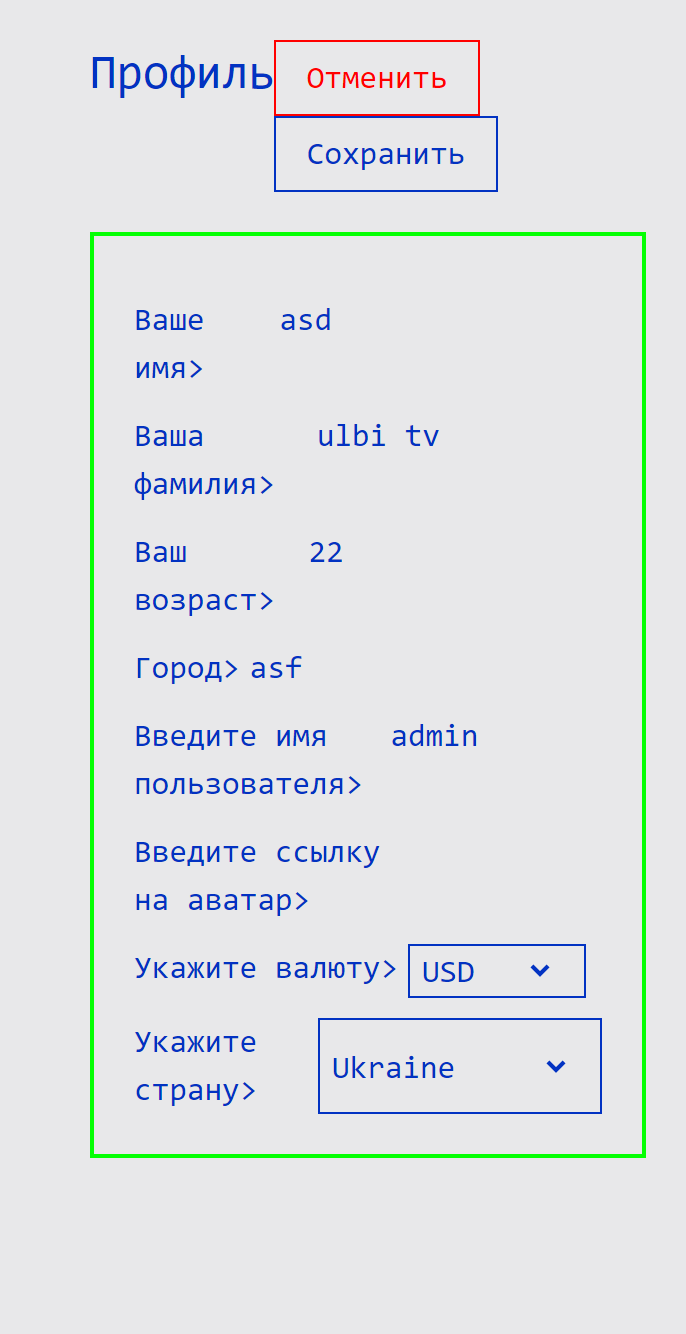 Профиль Отменить
Сохранить
Ваше asd
имя>
Ваша ulbi tv
фамилия>
Ваш 22
возраст>
Город> asf
Введите имя admin
пользователя>
Введите ссылку
на аватар>
Укажите валюту> USD
Укажите
страну> Ukraine